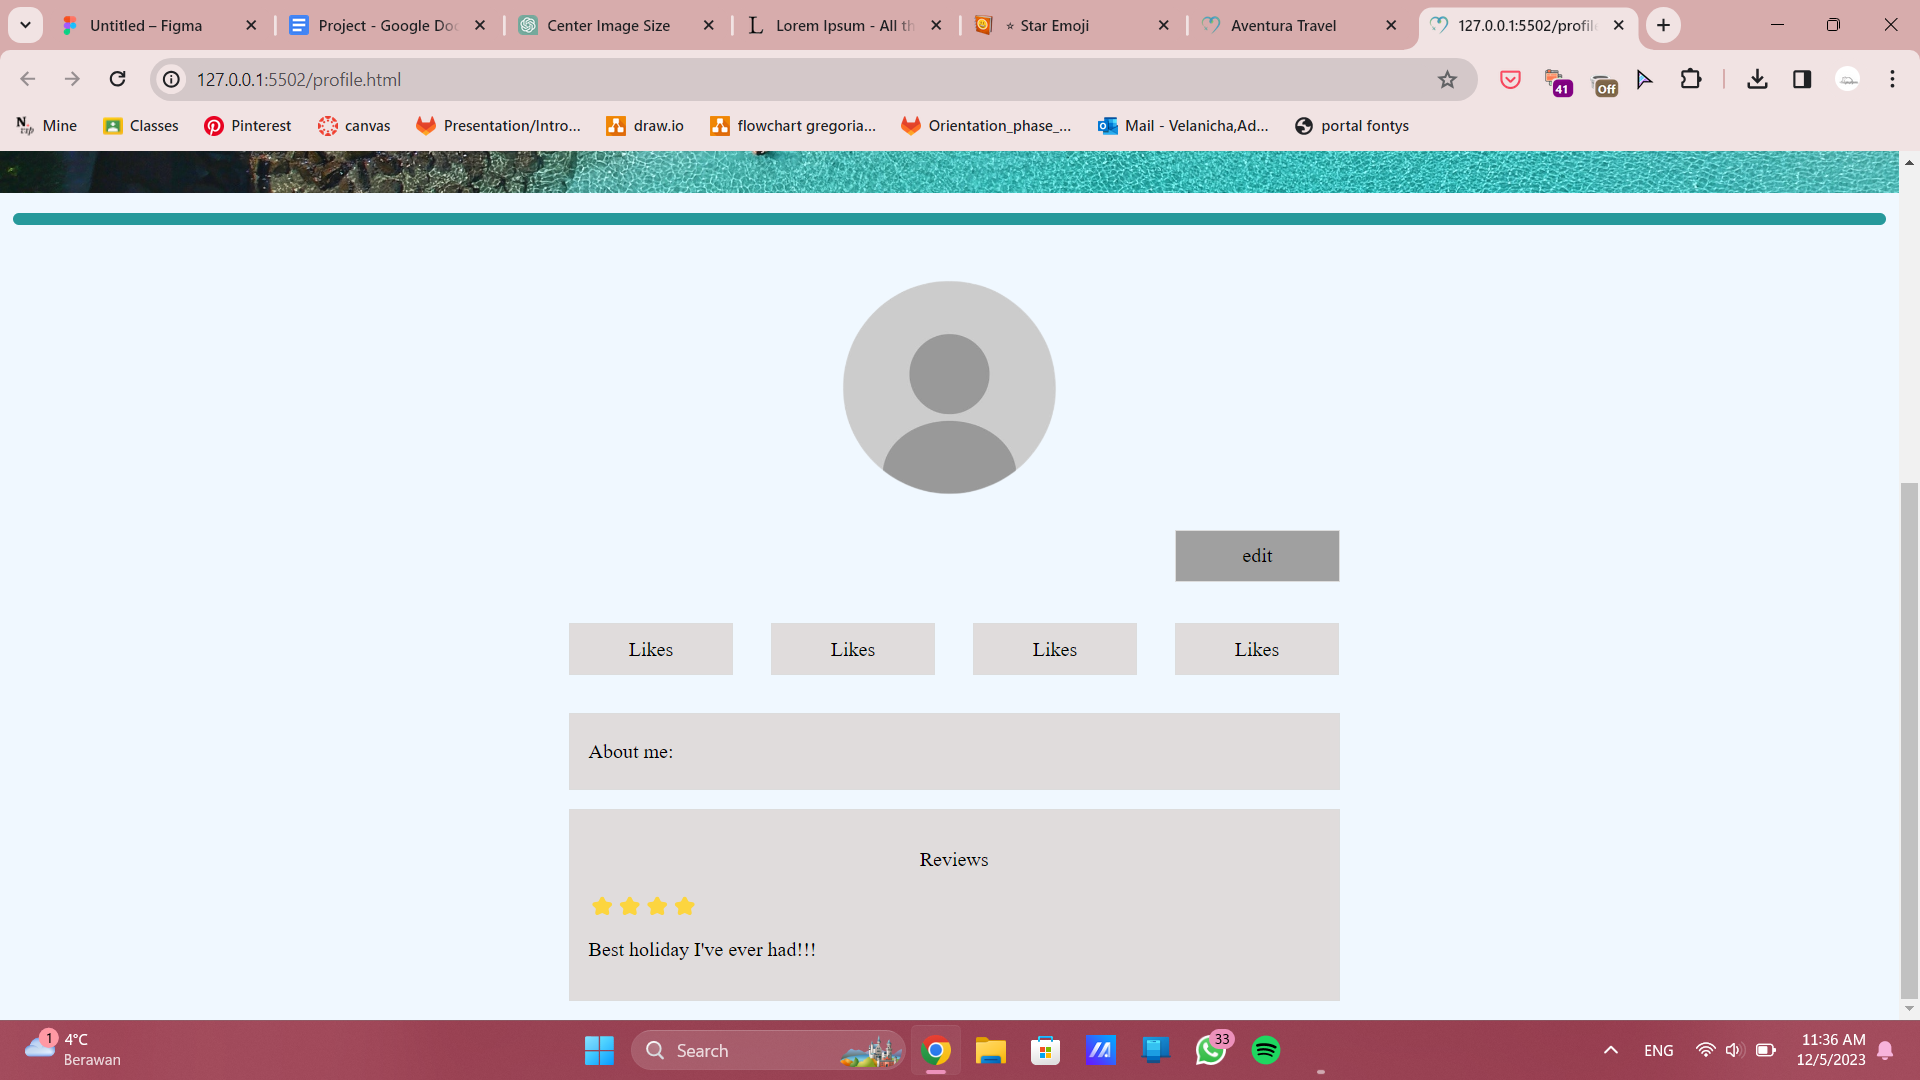 Untitled – Figma
Project - Google Doc
Center Image Size
Lorem Ipsum - All th
⭐ Star Emoji
Aventura Travel
127.0.0.1:5502/profile
127.0.0.1:5502/profile.html
41
Off
Mine
Classes
Pinterest
canvas
Presentation/Intro...
draw.io
flowchart gregoria...
Orientation_phase_...
Mail - Velanicha,Ad...
portal fontys
edit
Likes
Likes
Likes
Likes
About me:
Reviews
Best holiday I've ever had!!!
1
4°C
Berawan
Search
33
ENG
11:36 AM
12/5/2023